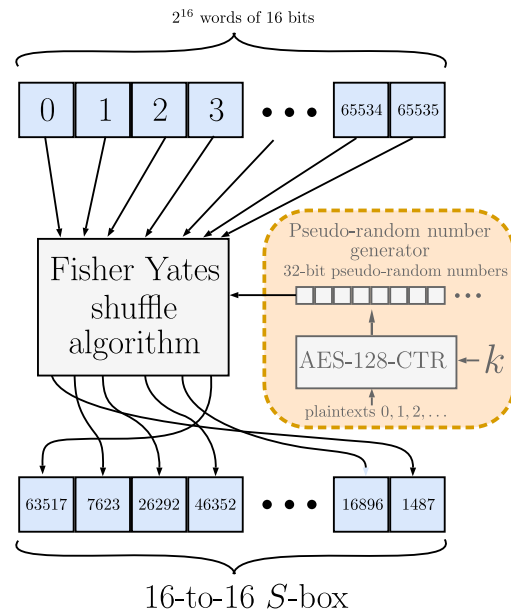 2¹⁶ words of 16 bits
0 1 2 3 ••• 65534 65535
Pseudo-random number
generator
32-bit pseudo-random numbers
•••
Fisher Yates
shuffle
algorithm
AES-128-CTR k
plaintexts 0, 1, 2, . . .
63517 7623 26292 46352 ••• 16896 1487
16-to-16 S-box